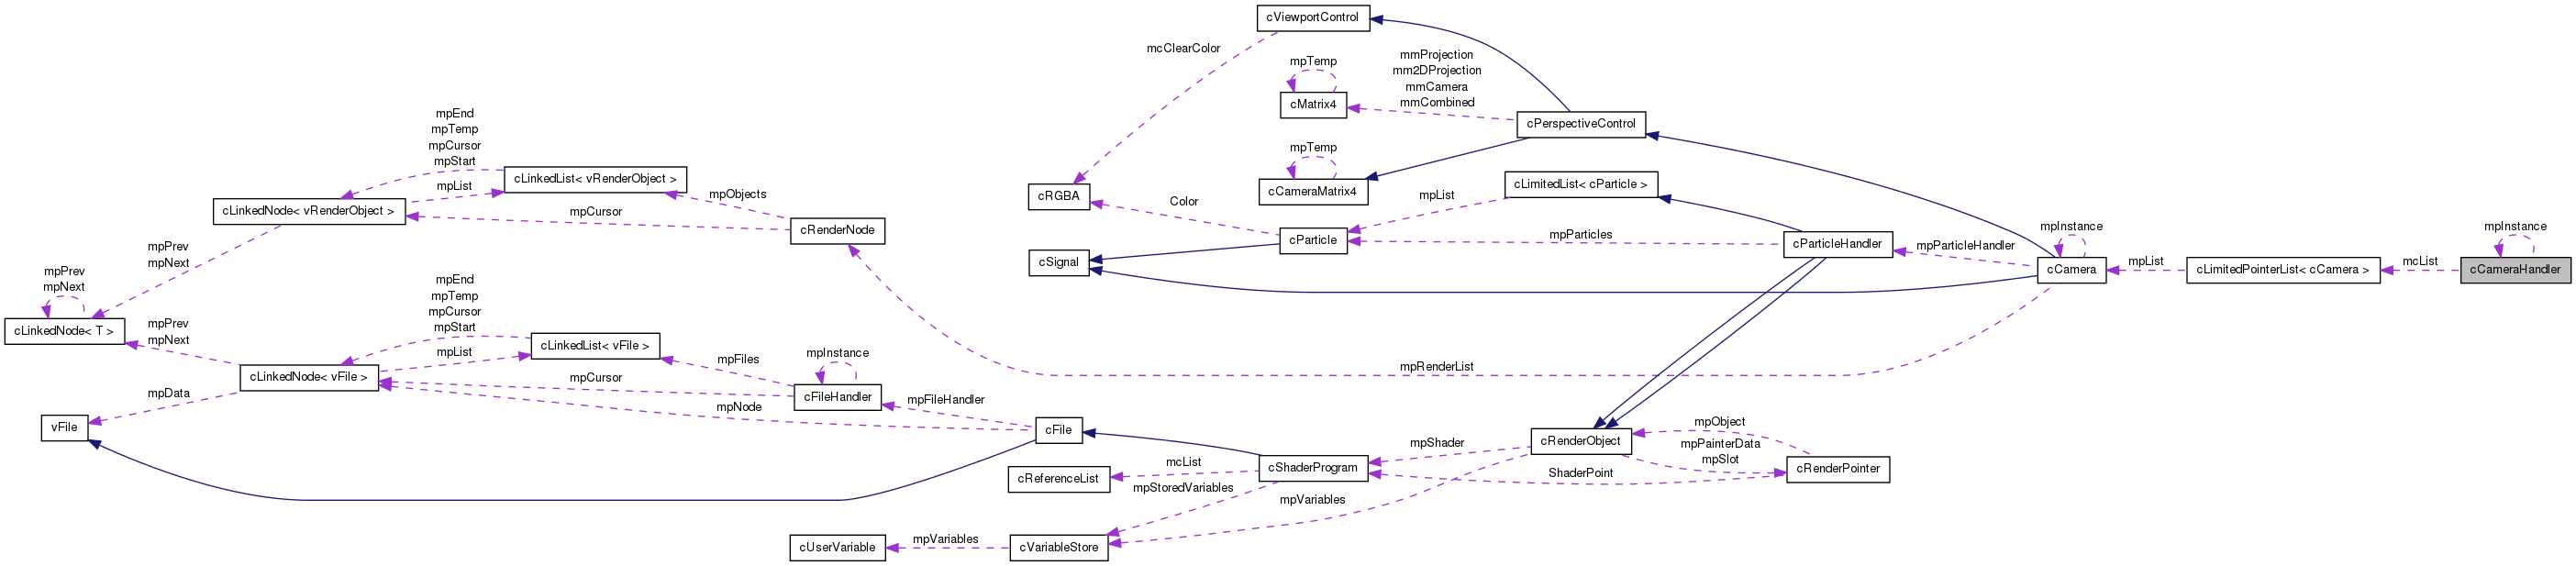 cViewportControl
mcClearColor
mmProjection
mm2DProjection
mmCamera
mmCombined
mpTemp
cMatrix4
mpEnd
mpTemp
mpCursor
mpStart
cPerspectiveControl
mpTemp
cLinkedList< vRenderObject >
mpList
mpObjects
cRGBA
cCameraMatrix4
cLimitedList< cParticle >
cLinkedNode< vRenderObject >
mpCursor
cRenderNode
Color
mpList
cParticle
mpParticles
cParticleHandler
mpParticleHandler
mpInstance
mpInstance
mpPrev
mpNext
cSignal
cCamera
mpList
cLimitedPointerList< cCamera >
mcList
cCameraHandler
mpPrev
mpNext
cLinkedNode< T >
mpPrev
mpNext
mpEnd
mpTemp
mpCursor
mpStart
cLinkedList< vFile >
mpList
mpFiles
mpInstance
mpRenderList
cLinkedNode< vFile >
mpCursor
cFileHandler
mpFileHandler
mpData
mpNode
vFile
cFile
mpShader
cRenderObject
mpObject
mpPainterData
mpSlot
cRenderPointer
mcList
cShaderProgram
ShaderPoint
cReferenceList
mpStoredVariables
mpVariables
cUserVariable
mpVariables
cVariableStore